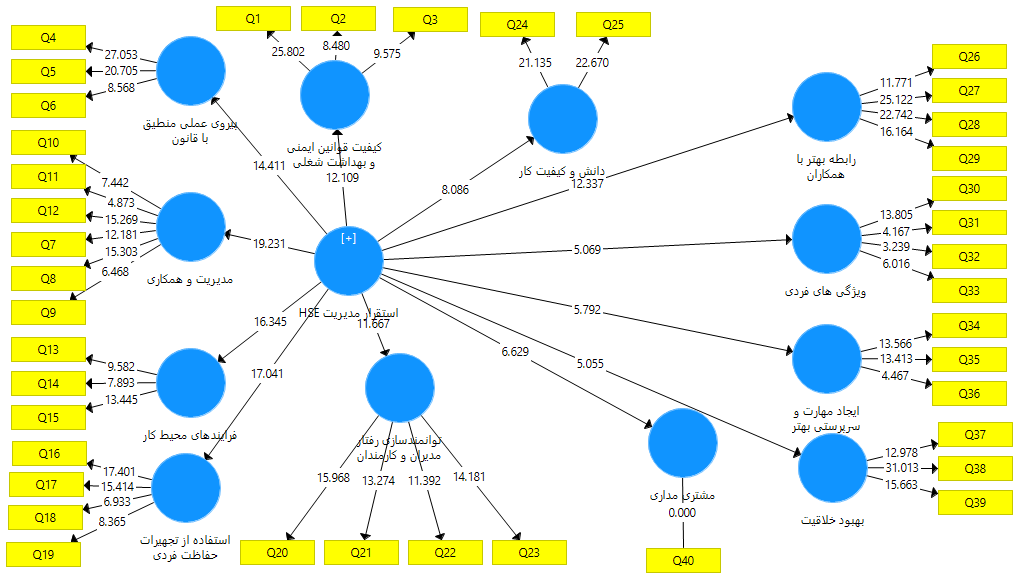 Q1
Q2
Q3
25.802
8.480
9.575
کیفیت قوانین ایمنی
و بهداشت شغلی
12.109
Q4
Q5
Q6
27.053
20.705
8.568
پیروی عملی منطبق
با قانون
14.411
Q10
Q11
Q12
Q7
Q8
Q9
7.442
4.873
15.269
12.181
15.303
6.468
مدیریت و همکاری
19.231
Q13
Q14
Q15
9.582
7.893
13.445
فرایندهای محیط کار
16.345
Q16
Q17
Q18
Q19
17.401
15.414
6.933
8.365
استفاده از تجهیرات
حفاظت فردی
17.041
[+]
استقرار مدیریت HSE
11.667
توانمندسازی رفتار
مدیران و کارمندان
15.968
13.274
11.392
14.181
Q20
Q21
Q22
Q23
Q24
Q25
21.135
22.670
دانش و کیفیت کار
8.086
Q26
Q27
Q28
Q29
11.771
25.122
22.742
16.164
رابطه بهتر با
همکاران
12.337
Q30
Q31
Q32
Q33
13.805
4.167
3.239
6.016
ویژگی های فردی
5.069
Q34
Q35
Q36
13.566
13.413
4.467
ایجاد مهارت و
سرپرستی بهتر
5.792
Q37
Q38
Q39
12.978
31.013
15.663
بهبود خلاقیت
5.055
6.629
مشتری مداری
0.000
Q40